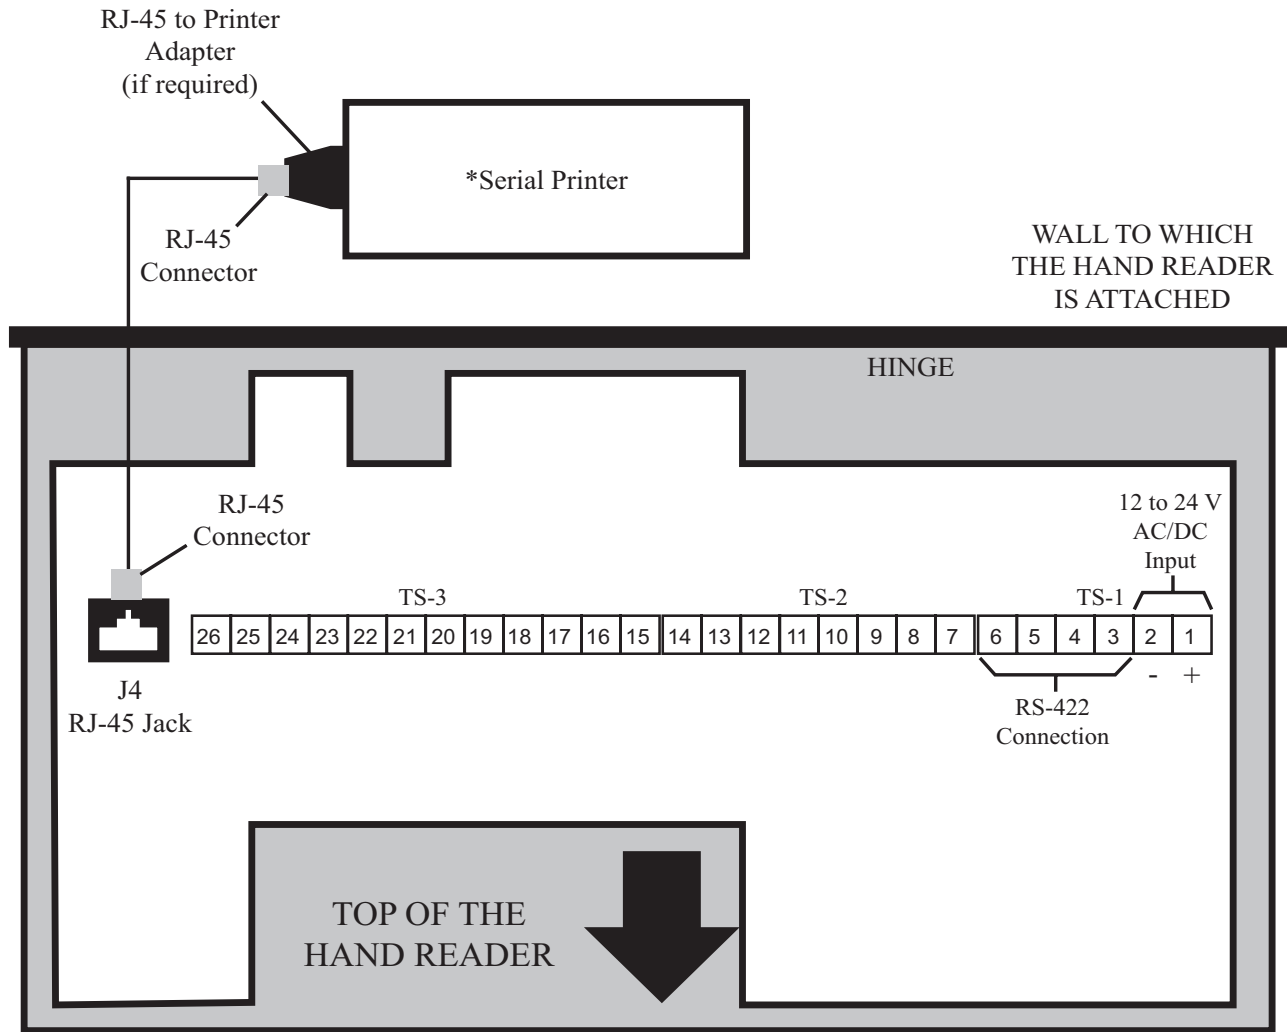 RJ-45 to Printer
Adapter
(if required)
*Serial Printer
RJ-45
Connector
WALL TO WHICH
THE HAND READER
IS ATTACHED
HINGE
RJ-45
Connector
12 to 24 V
AC/DC
Input
TS-3
TS-2
TS-1
26 25 24 23 22 21 20 19 18 17 16 15 14 13 12 11 10 9 8 7 6 5 4 3 2 1
- +
J4
RJ-45 Jack
RS-422
Connection
TOP OF THE
HAND READER